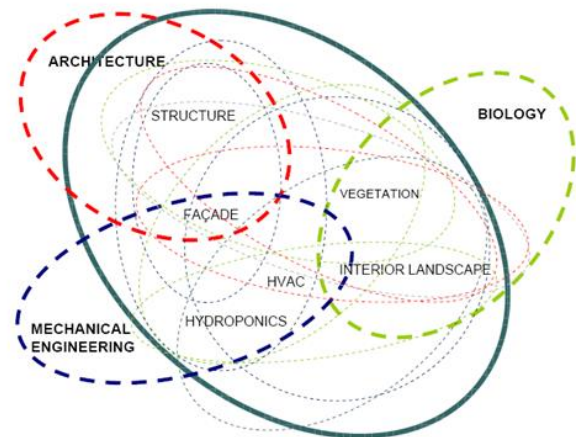 ARCHITECTURE
STRUCTURE
BIOLOGY
VEGETATION
FAÇADE
INTERIOR LANDSCAPE
HVAC
HYDROPONICS
MECHANICAL
ENGINEERING